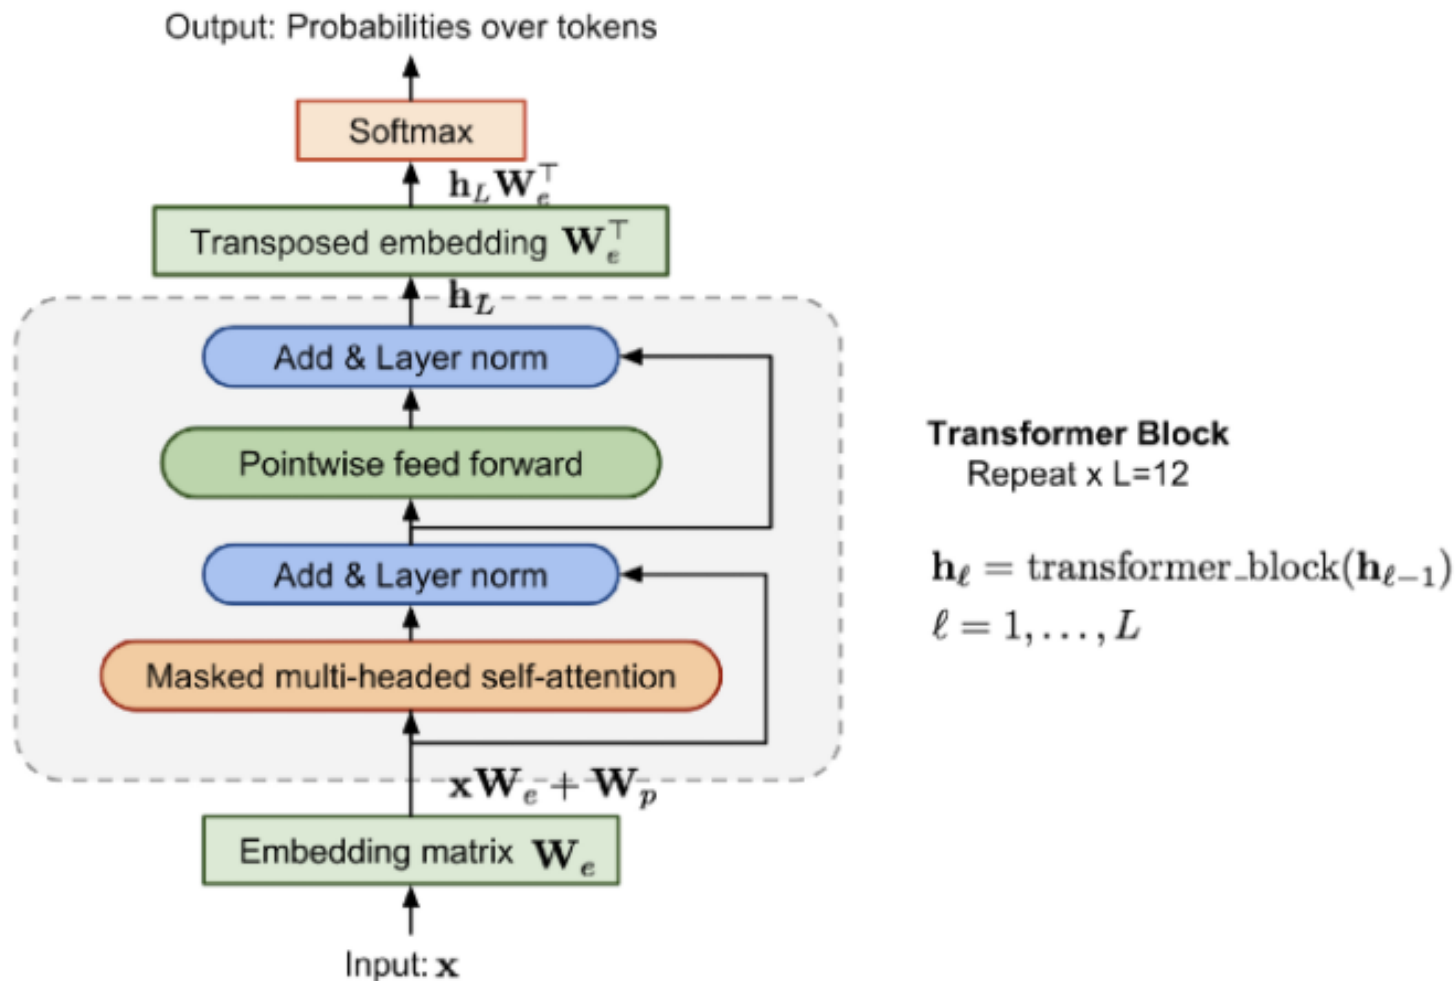 Output: Probabilities over tokens
Softmax
h_L W_e^⊤
Transposed embedding W_e^⊤
h_L
Add & Layer norm
Pointwise feed forward
Add & Layer norm
Masked multi-headed self-attention
xW_e + W_p
Embedding matrix W_e
Input: x
Transformer Block
Repeat x L=12
h_ℓ = transformer_block(h_{ℓ−1})
ℓ = 1, . . . , L